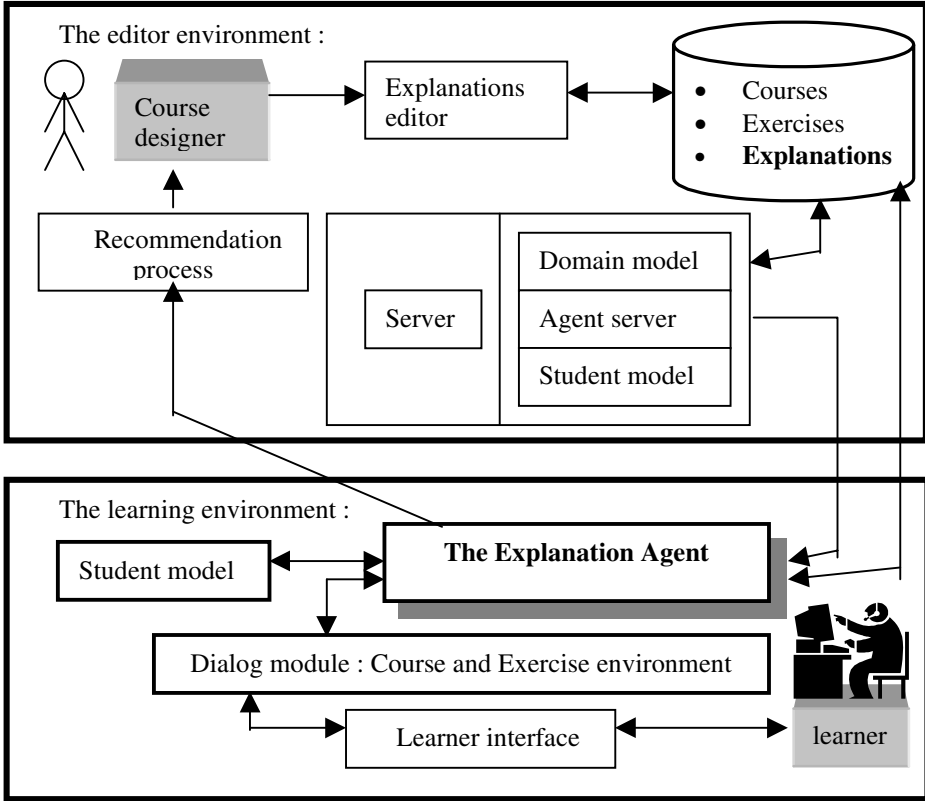 The editor environment :
Course
designer
Explanations
editor
• Courses
• Exercises
• Explanations
Recommendation
process
Server
Domain model
Agent server
Student model
The learning environment :
The Explanation Agent
Student model
Dialog module : Course and Exercise environment
Learner interface
learner